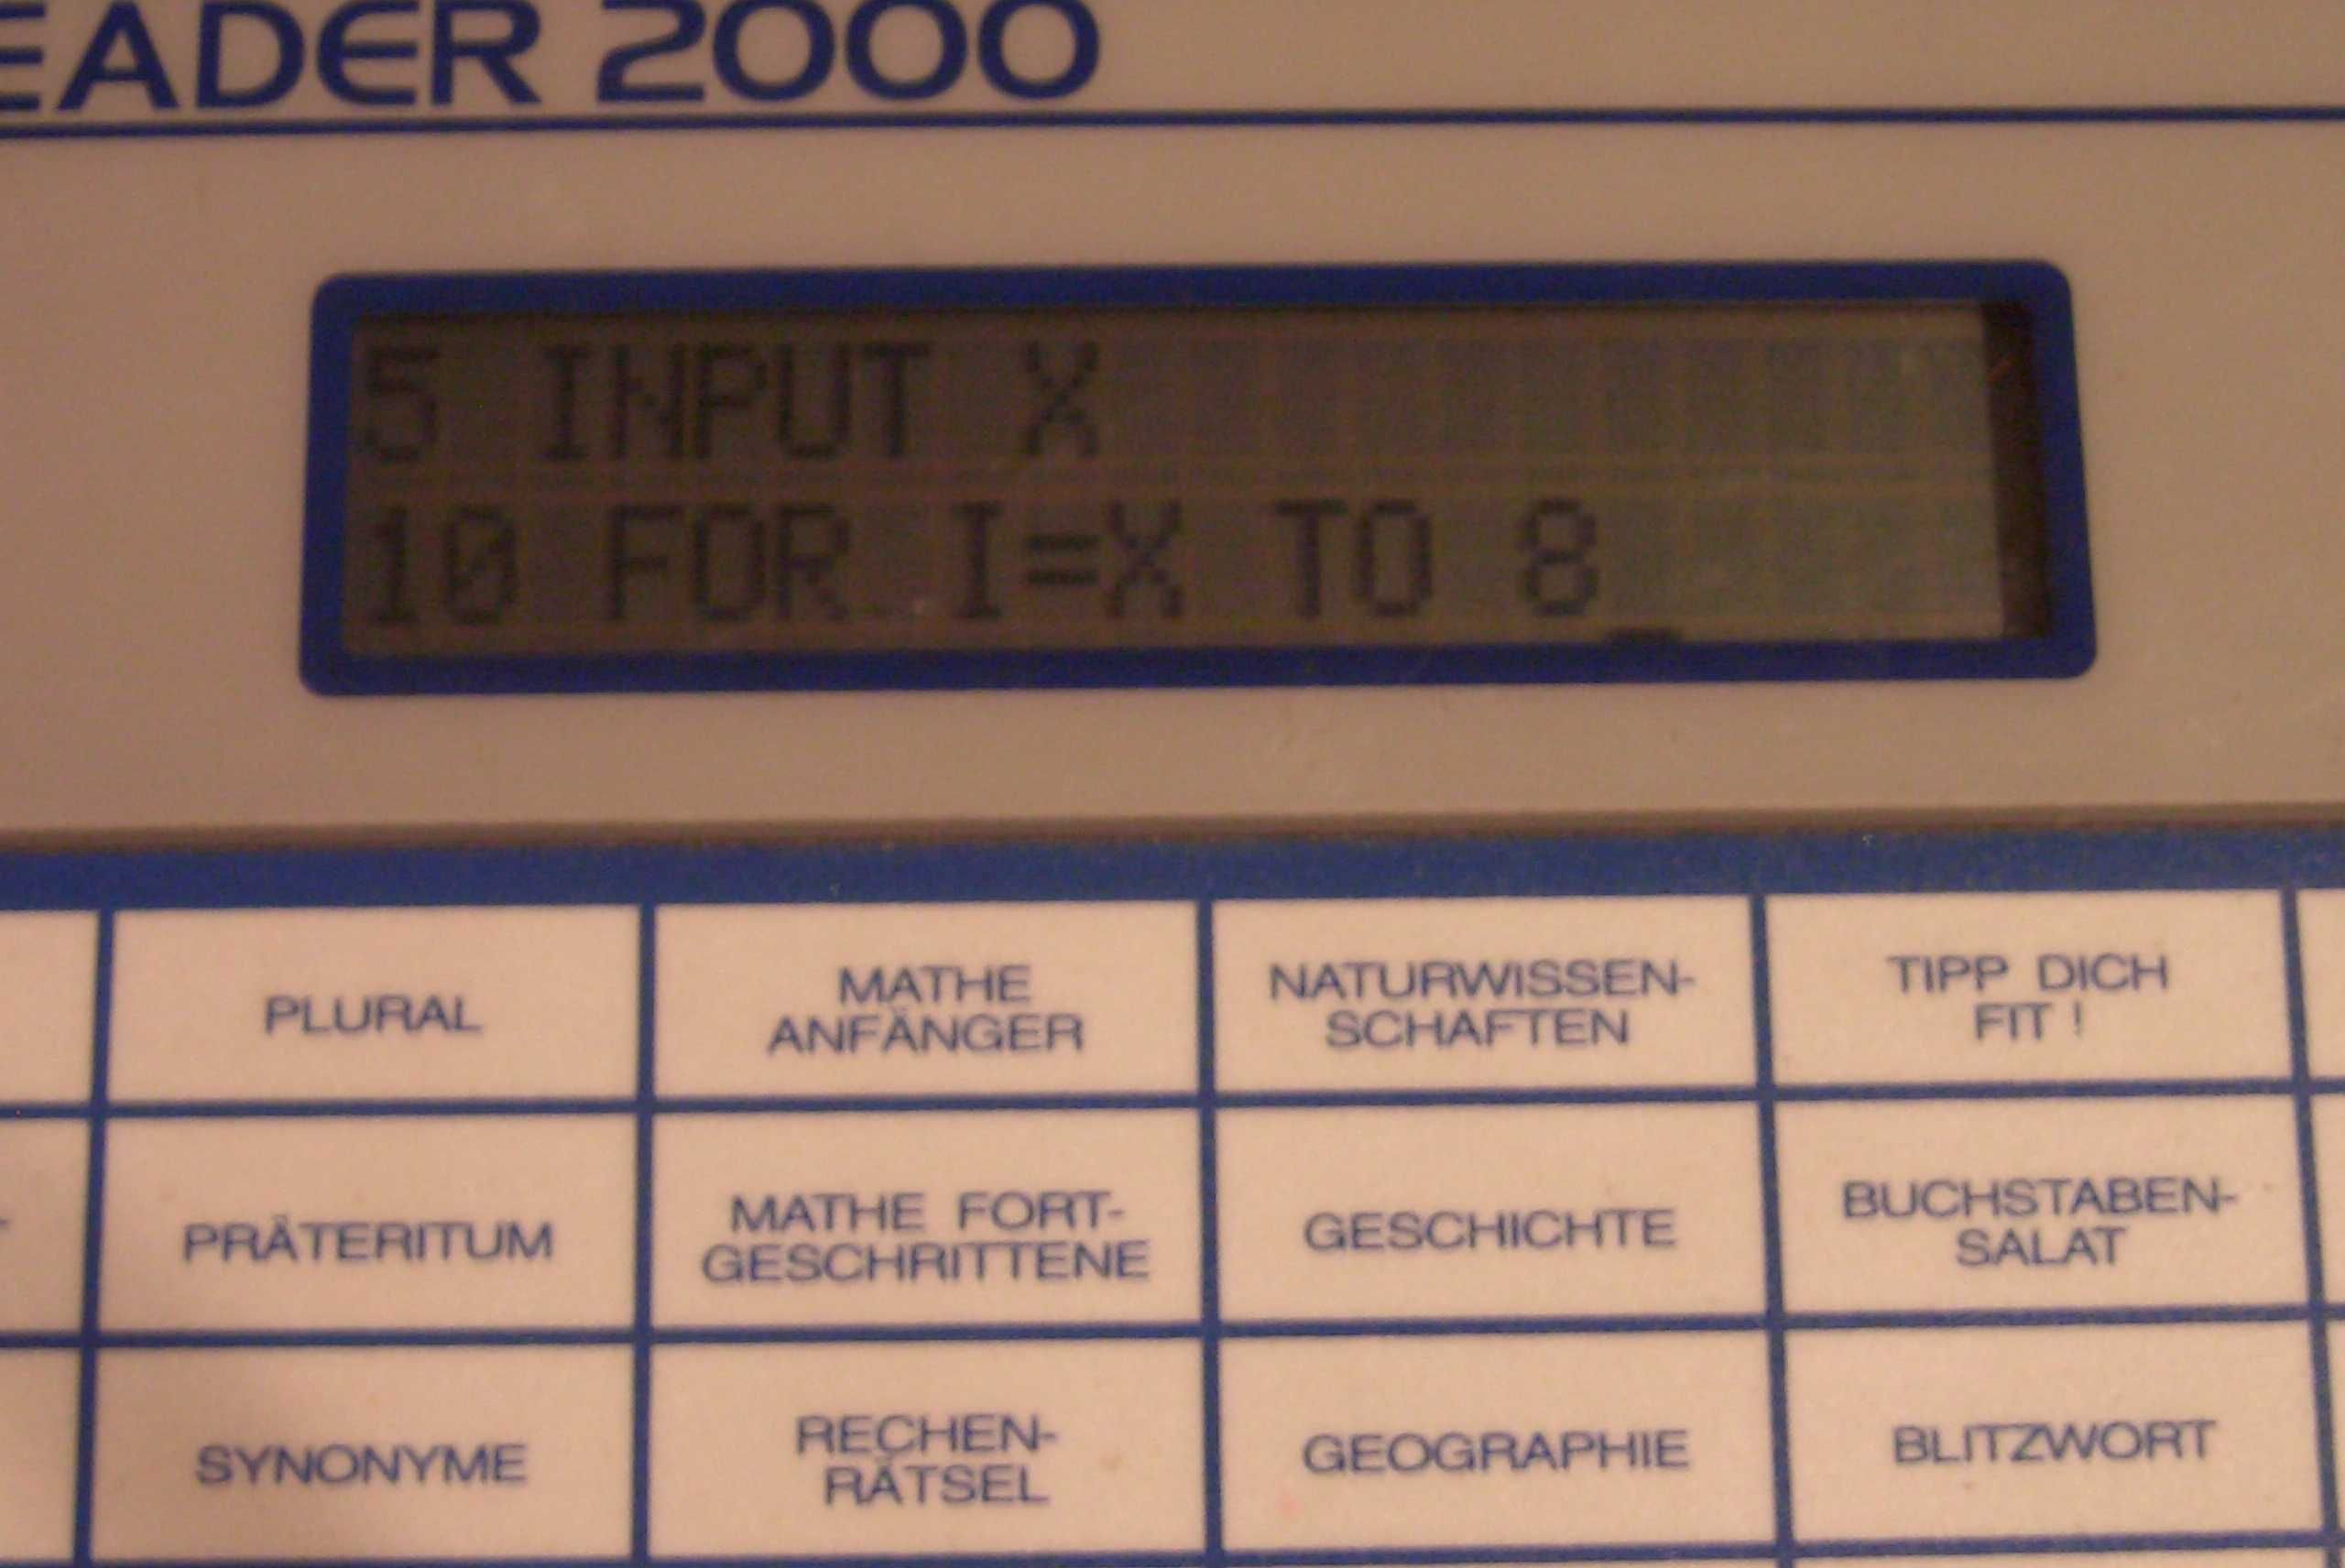 EADER 2000
5 INPUT X
10 FOR I=X TO 8_
PLURAL
MATHE
ANFÄNGER
NATURWISSEN-
SCHAFTEN
TIPP DICH
FIT !
PRÄTERITUM
MATHE FORT-
GESCHRITTENE
GESCHICHTE
BUCHSTABEN-
SALAT
SYNONYME
RECHEN-
RÄTSEL
GEOGRAPHIE
BLITZWORT